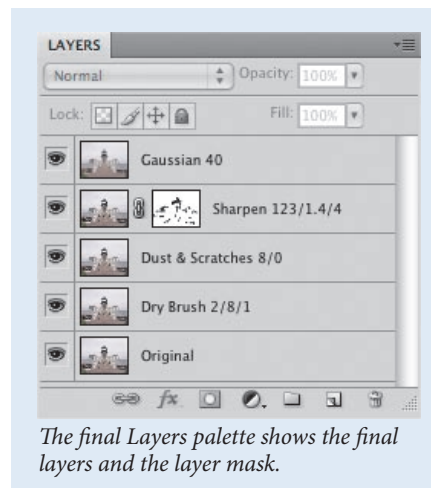 LAYERS
Normal Opacity: 100%
Lock: Fill: 100%
Gaussian 40
Sharpen 123/1.4/4
Dust & Scratches 8/0
Dry Brush 2/8/1
Original
fx
The final Layers palette shows the final
layers and the layer mask.